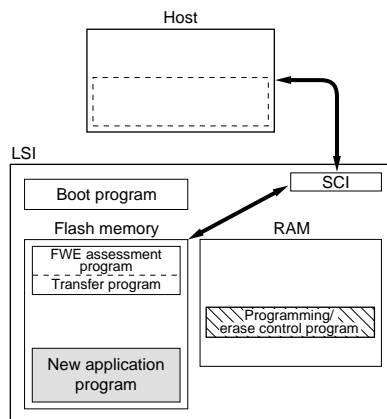 Host
LSI
SCI
Boot program
Flash memory
RAM
FWE assessment
program
Transfer program
Programming/
erase control program
New application
program